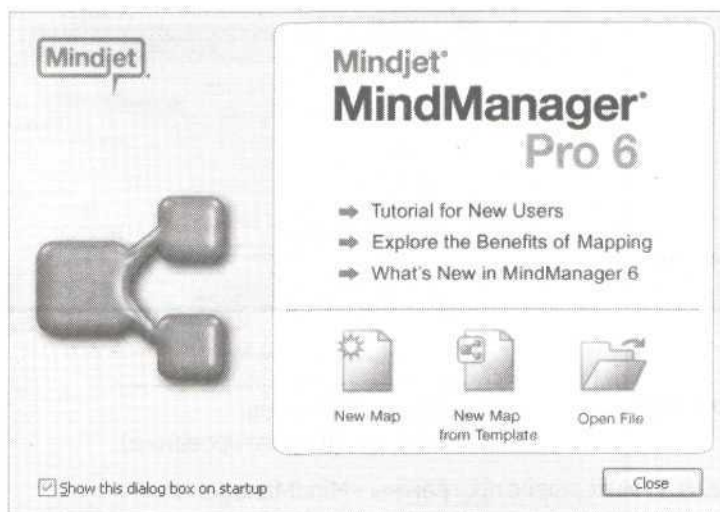 Mindjet
Mindjet®
MindManager®
Pro 6
Tutorial for New Users
Explore the Benefits of Mapping
What's New in MindManager 6
New Map
New Map
from Template
Open File
Show this dialog box on startup
Close